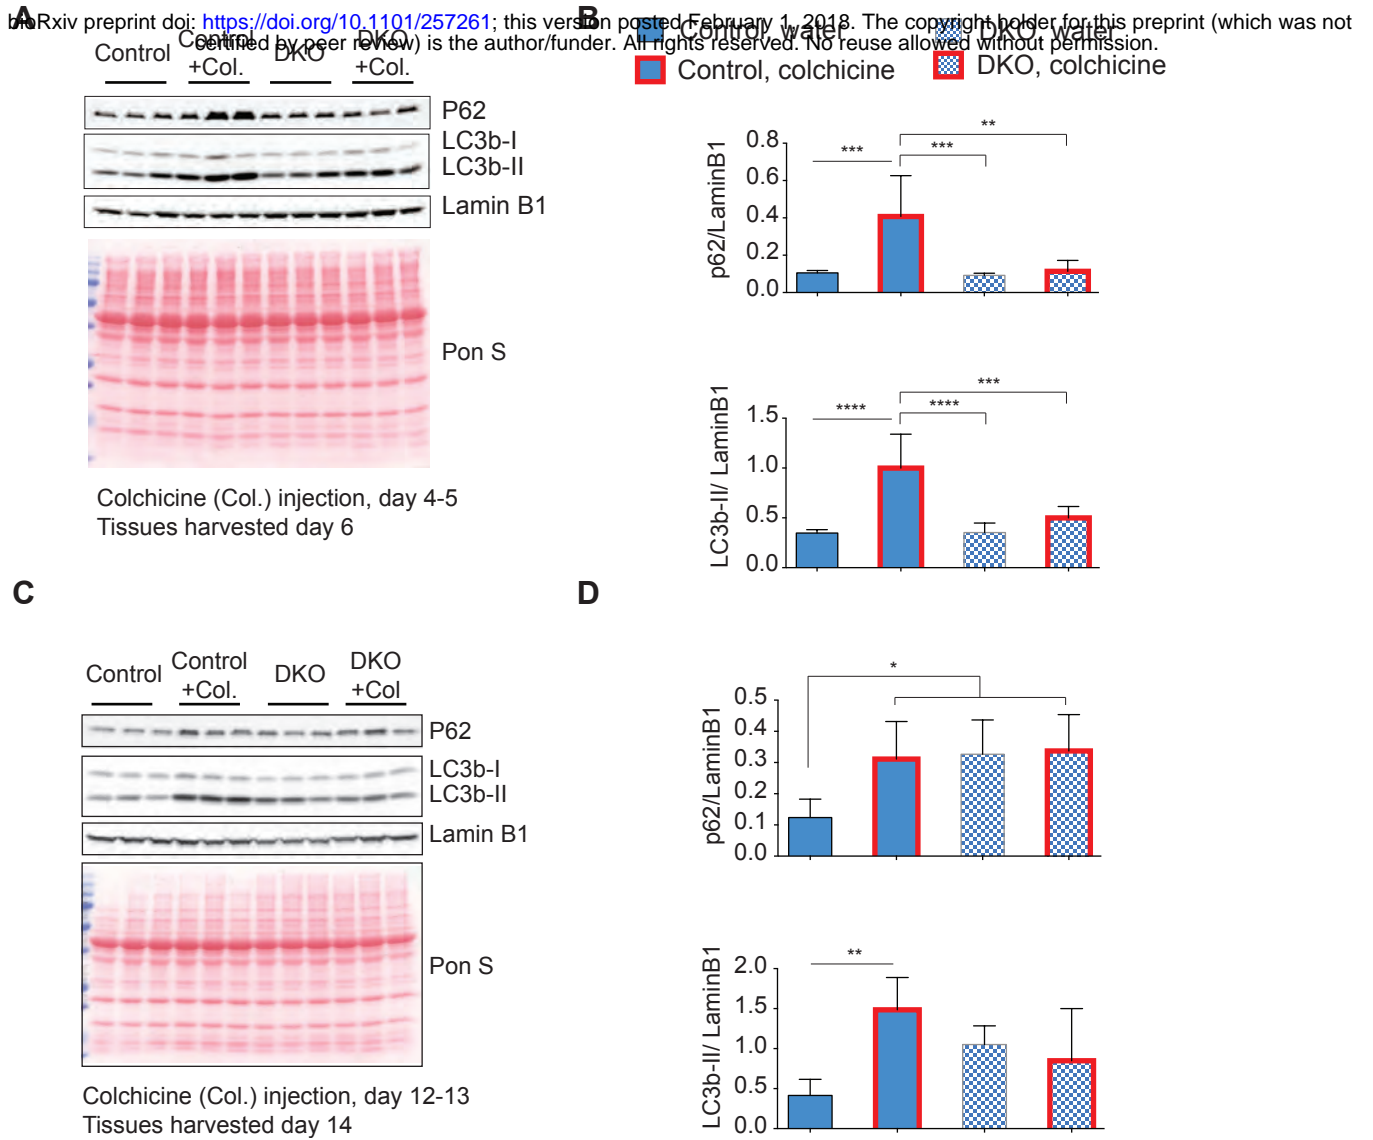 bioRxiv preprint doi: https://doi.org/10.1101/257261; this version posted February 1, 2018. The copyright holder for this preprint (which was not
certified by peer review) is the author/funder. All rights reserved. No reuse allowed without permission.
A
Control
Control
+Col.
DKO
DKO
+Col.
P62
LC3b-I
LC3b-II
Lamin B1
Pon S
Colchicine (Col.) injection, day 4-5
Tissues harvested day 6
B
Control, water
DKO, water
Control, colchicine
DKO, colchicine
p62/LaminB1
0.8
0.6
0.4
0.2
0.0
***
***
**
LC3b-II/ LaminB1
1.5
1.0
0.5
0.0
****
****
***
C
Control
Control
+Col.
DKO
DKO
+Col
P62
LC3b-I
LC3b-II
Lamin B1
Pon S
Colchicine (Col.) injection, day 12-13
Tissues harvested day 14
D
p62/LaminB1
0.5
0.4
0.3
0.2
0.1
0.0
*
LC3b-II/ LaminB1
2.0
1.5
1.0
0.5
0.0
**